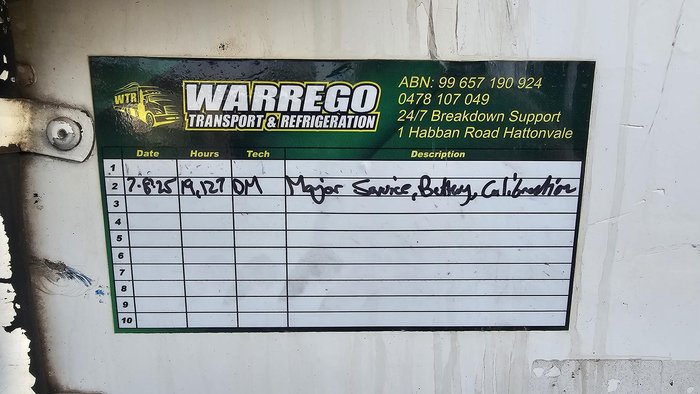 WTR
WARREGO
TRANSPORT & REFRIGERATION
ABN: 99 657 190 924
0478 107 049
24/7 Breakdown Support
1 Habban Road Hattonvale
Date Hours Tech Description
1
2 7.8.25 19,127 DM Major Service, Battery, Calibration
3
4
5
6
7
8
9
10